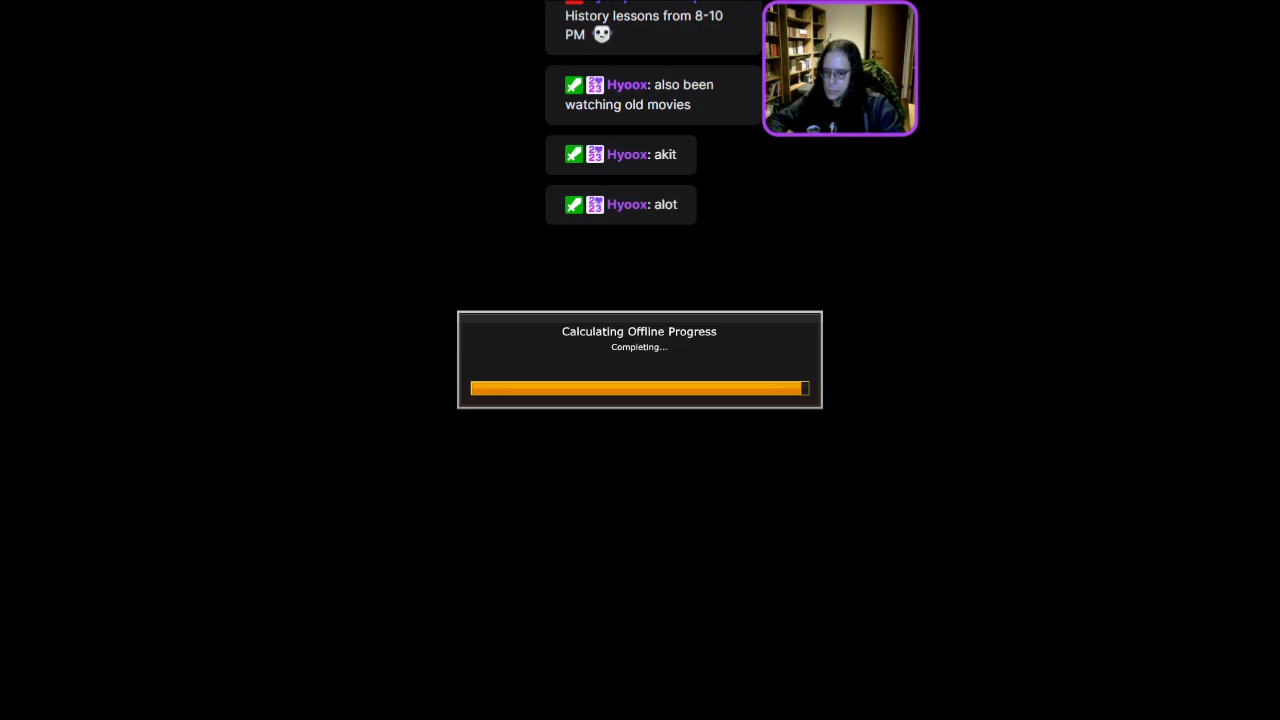 History lessons from 8-10
PM
Hyoox: also been
watching old movies
Hyoox: akit
Hyoox: alot
Calculating Offline Progress
Completing...